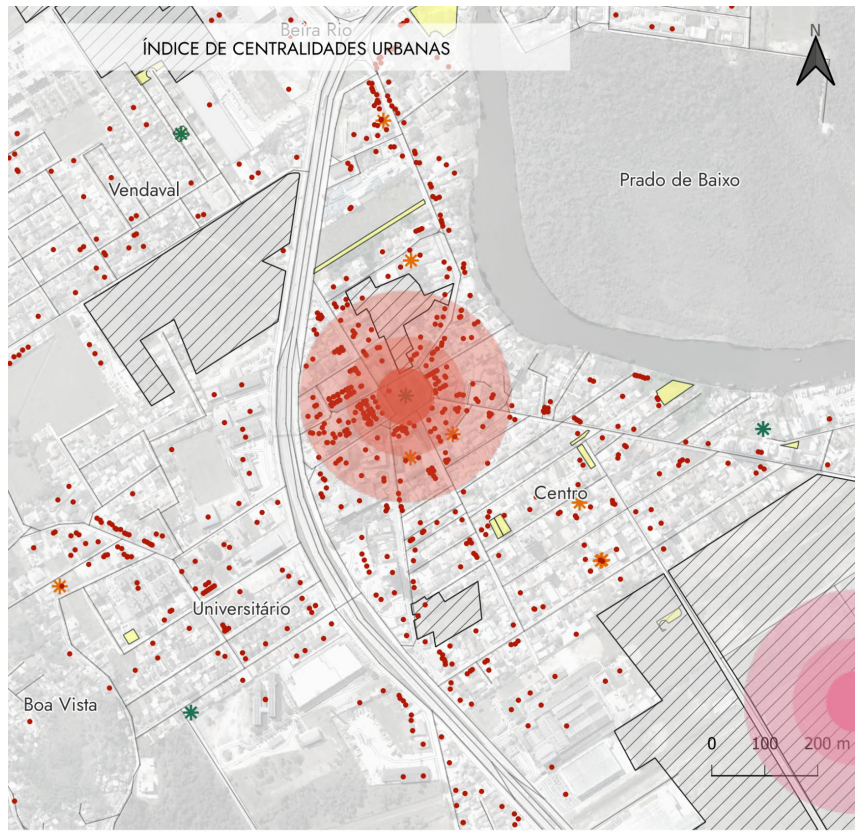 Beira Rio
ÍNDICE DE CENTRALIDADES URBANAS
N
Prado de Baixo
Vendaval
Centro
Universitário
Boa Vista
0 100 200 m